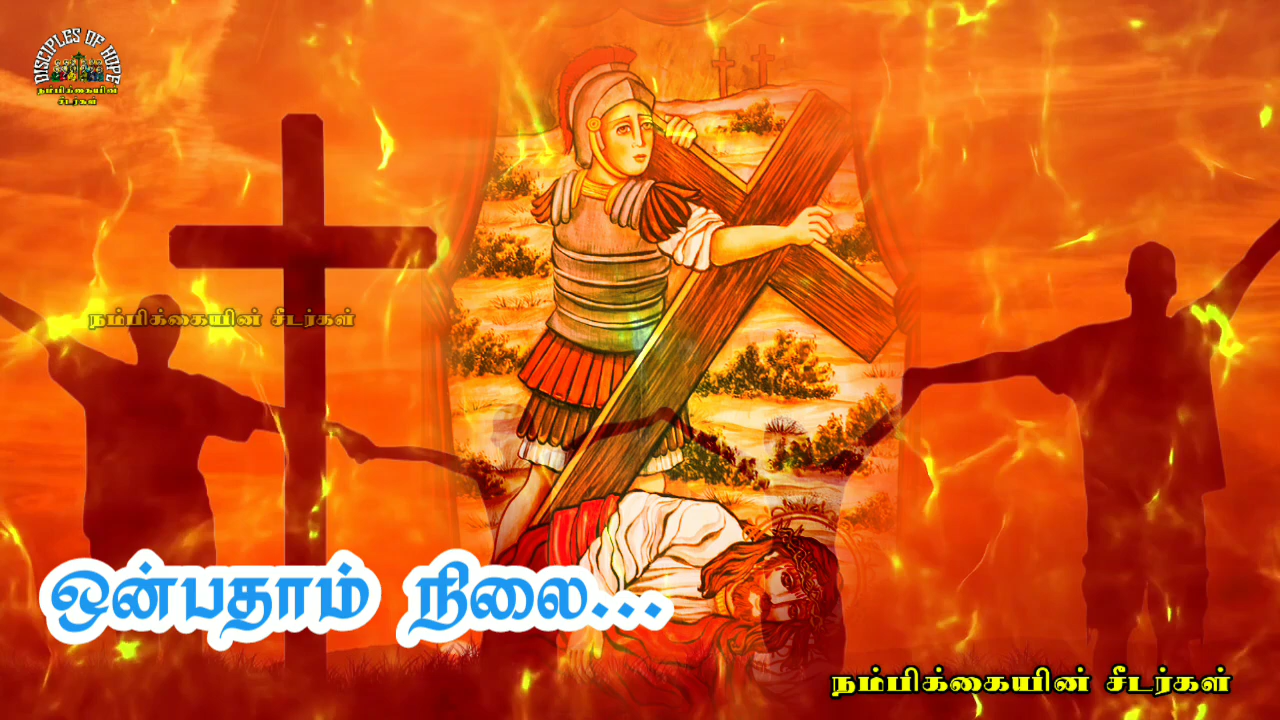 DISCIPLES OF HOPE
நம்பிக்கையின்
சீடர்கள்
நம்பிக்கையின் சீடர்கள்
ஒன்பதாம் நிலை...
நம்பிக்கையின் சீடர்கள்